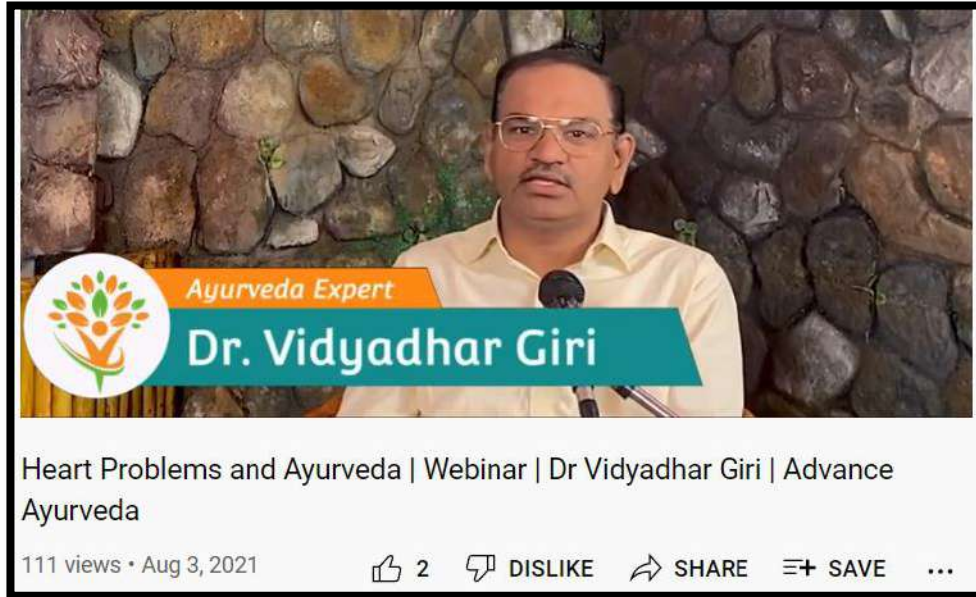 Ayurveda Expert
Dr. Vidyadhar Giri
Heart Problems and Ayurveda | Webinar | Dr Vidyadhar Giri | Advance
Ayurveda
111 views • Aug 3, 2021 2 DISLIKE SHARE SAVE ...